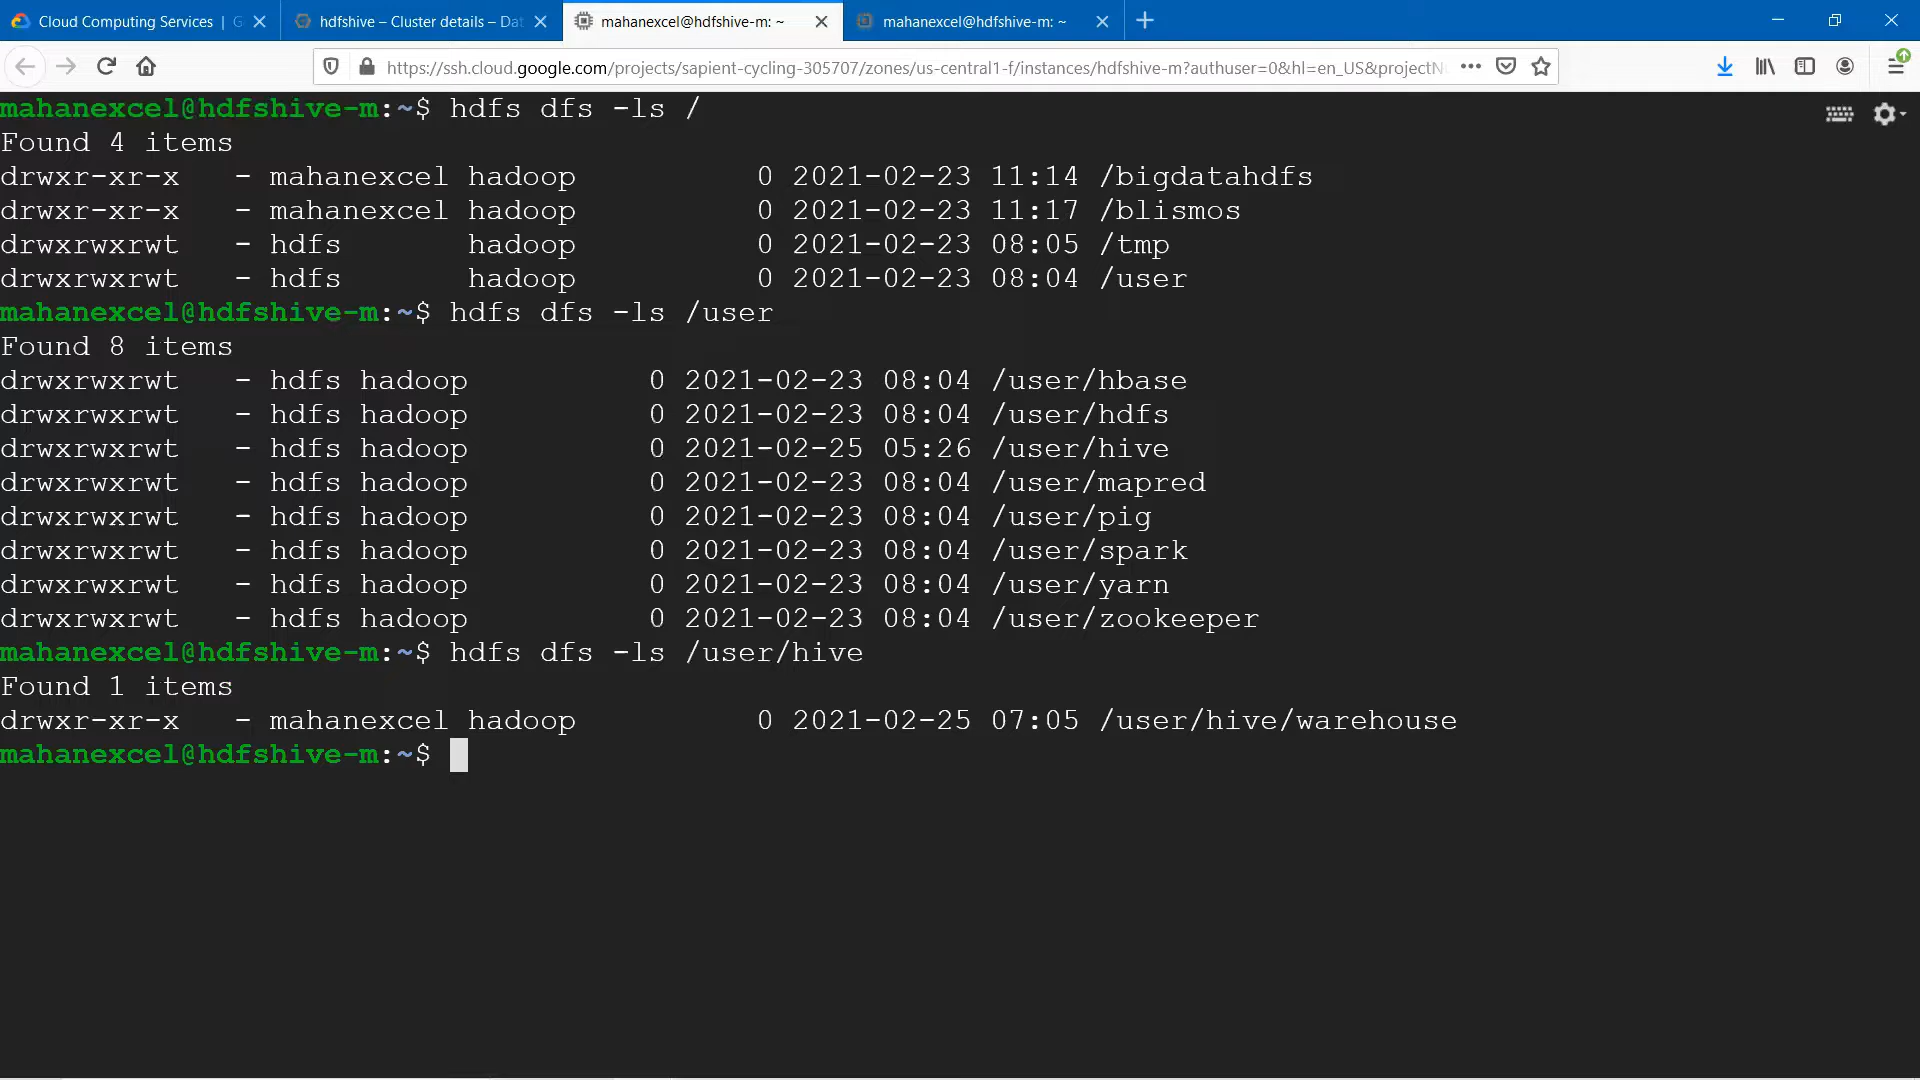 Cloud Computing Services | G
hdfshive – Cluster details – Dat
mahanexcel@hdfshive-m: ~
mahanexcel@hdfshive-m: ~
https://ssh.cloud.google.com/projects/sapient-cycling-305707/zones/us-central1-f/instances/hdfshive-m?authuser=0&hl=en_US&projectN
mahanexcel@hdfshive-m:~$ hdfs dfs -ls /
Found 4 items
drwxr-xr-x   - mahanexcel hadoop          0 2021-02-23 11:14 /bigdatahdfs
drwxr-xr-x   - mahanexcel hadoop          0 2021-02-23 11:17 /blismos
drwxrwxrwt   - hdfs       hadoop          0 2021-02-23 08:05 /tmp
drwxrwxrwt   - hdfs       hadoop          0 2021-02-23 08:04 /user
mahanexcel@hdfshive-m:~$ hdfs dfs -ls /user
Found 8 items
drwxrwxrwt   - hdfs hadoop          0 2021-02-23 08:04 /user/hbase
drwxrwxrwt   - hdfs hadoop          0 2021-02-23 08:04 /user/hdfs
drwxrwxrwt   - hdfs hadoop          0 2021-02-25 05:26 /user/hive
drwxrwxrwt   - hdfs hadoop          0 2021-02-23 08:04 /user/mapred
drwxrwxrwt   - hdfs hadoop          0 2021-02-23 08:04 /user/pig
drwxrwxrwt   - hdfs hadoop          0 2021-02-23 08:04 /user/spark
drwxrwxrwt   - hdfs hadoop          0 2021-02-23 08:04 /user/yarn
drwxrwxrwt   - hdfs hadoop          0 2021-02-23 08:04 /user/zookeeper
mahanexcel@hdfshive-m:~$ hdfs dfs -ls /user/hive
Found 1 items
drwxr-xr-x   - mahanexcel hadoop          0 2021-02-25 07:05 /user/hive/warehouse
mahanexcel@hdfshive-m:~$